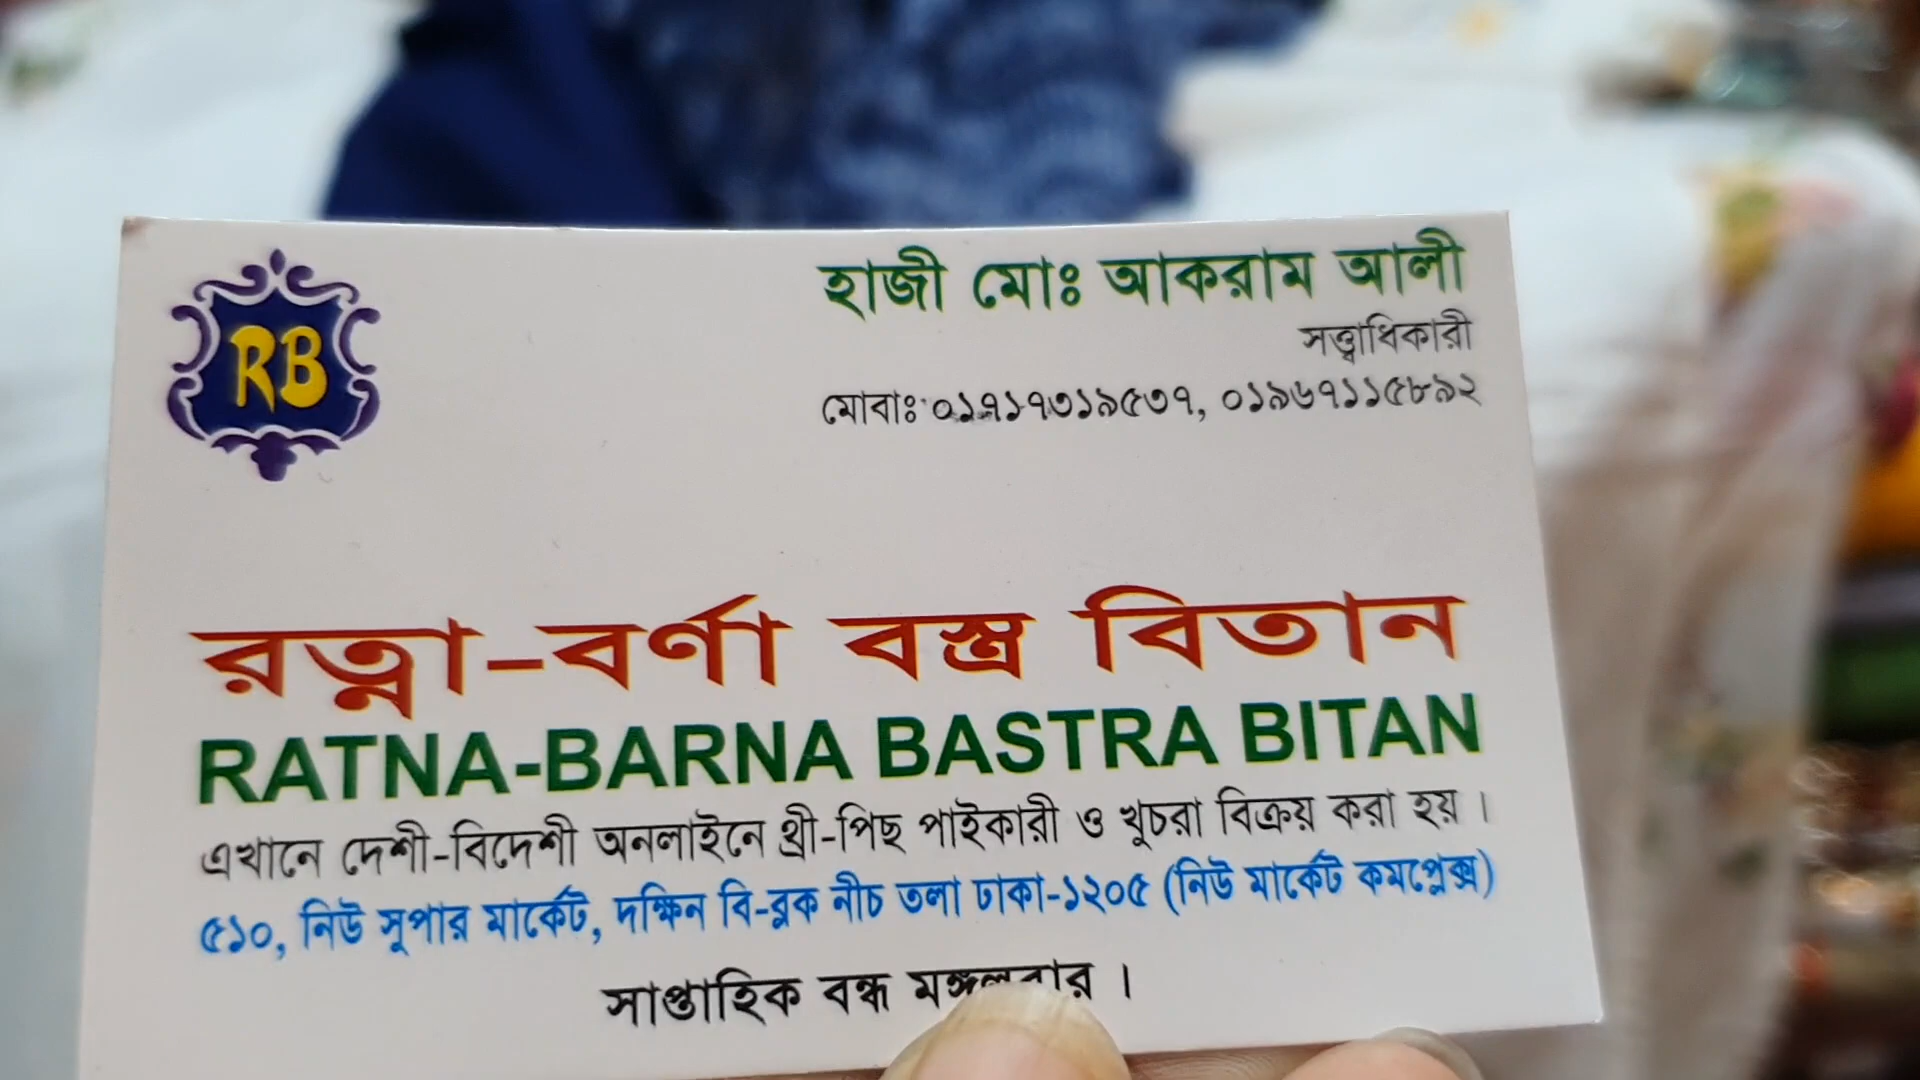 RB
হাজী মোঃ আকরাম আলী
সত্ত্বাধিকারী
মোবাঃ ০১৭১৭৩১৯৫৩৭, ০১৯৬৭১১৫৮৯২
রত্না-বর্ণা বস্ত্র বিতান
RATNA-BARNA BASTRA BITAN
এখানে দেশী-বিদেশী অনলাইনে থ্রী-পিছ পাইকারী ও খুচরা বিক্রয় করা হয় ।
৫১০, নিউ সুপার মার্কেট, দক্ষিন বি-ব্লক নীচ তলা ঢাকা-১২০৫ (নিউ মার্কেট কমপ্লেক্স)
সাপ্তাহিক বন্ধ মঙ্গলবার ।